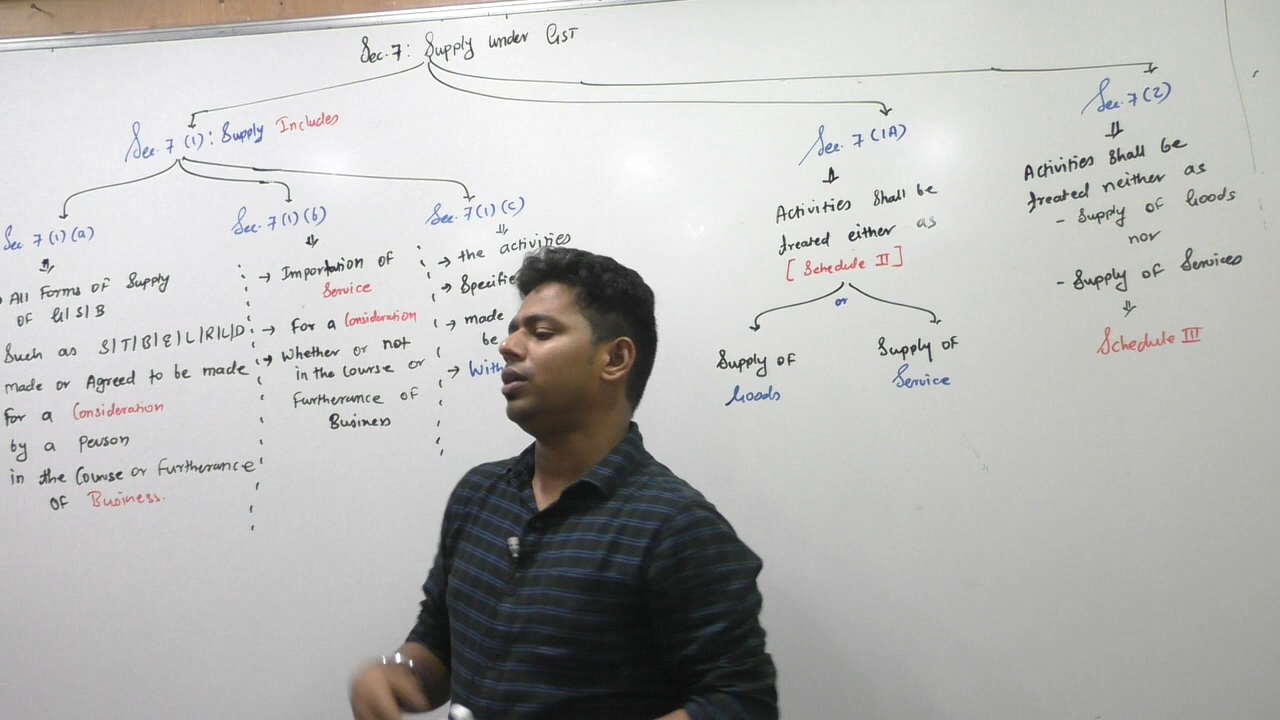 Sec.7: Supply under GST
Sec. 7 (1): Supply Includes
Sec 7 (1) (a)
All Forms of Supply
of G/S/B
Such as S/T/B/E/L/R/L/D
made or Agreed to be made
for a Consideration
by a person
in the Course or Furtherance
of Business.
Sec. 7(1) (b)
→ Importation of
Service
→ For a Consideration
→ Whether or not
in the Course or
Furtherance of
Business
Sec. 7(1) (c)
→ the activities
→
→ made
be
→
Sec. 7 (1A)
Activities Shall be
treated either as
[Schedule II]
or
Supply of
Goods
Supply of
Service
Sec. 7 (2)
Activities Shall be
treated neither as
- Supply of Goods
nor
- Supply of Services
Schedule III